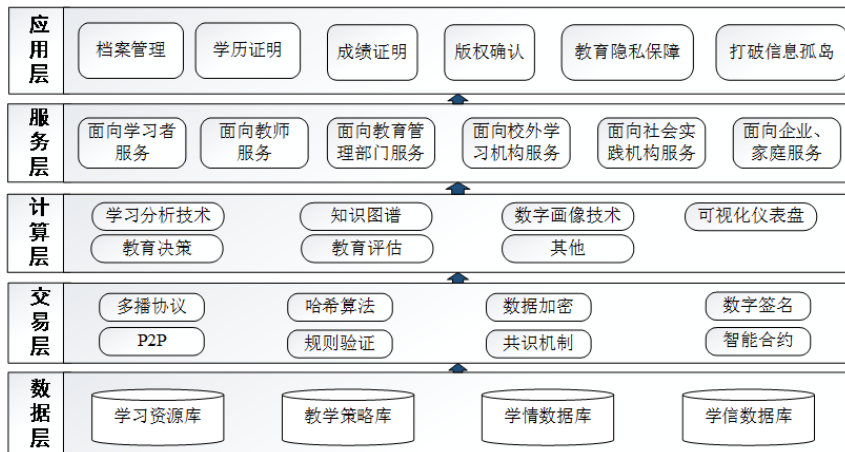 应用层
档案管理
学历证明
成绩证明
版权确认
教育隐私保障
打破信息孤岛
服务层
面向学习者
服务
面向教师
服务
面向教育管
理部门服务
面向校外学
习机构服务
面向社会实
践机构服务
面向企业、
家庭服务
计算层
学习分析技术
知识图谱
数字画像技术
可视化仪表盘
教育决策
教育评估
其他
交易层
多播协议
哈希算法
数据加密
数字签名
P2P
规则验证
共识机制
智能合约
数据层
学习资源库
教学策略库
学情数据库
学信数据库